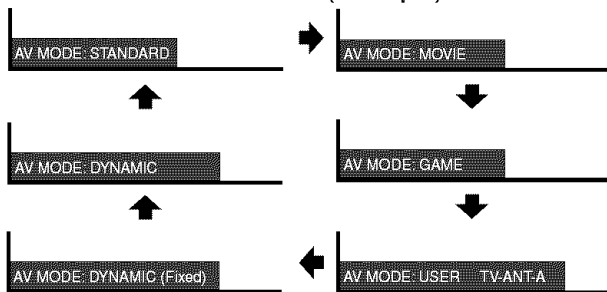 AV MODE: STANDARD
AV MODE: MOVIE
AV MODE: DYNAMIC
AV MODE: GAME
AV MODE: DYNAMIC (Fixed)
AV MODE: USER TV-ANT-A